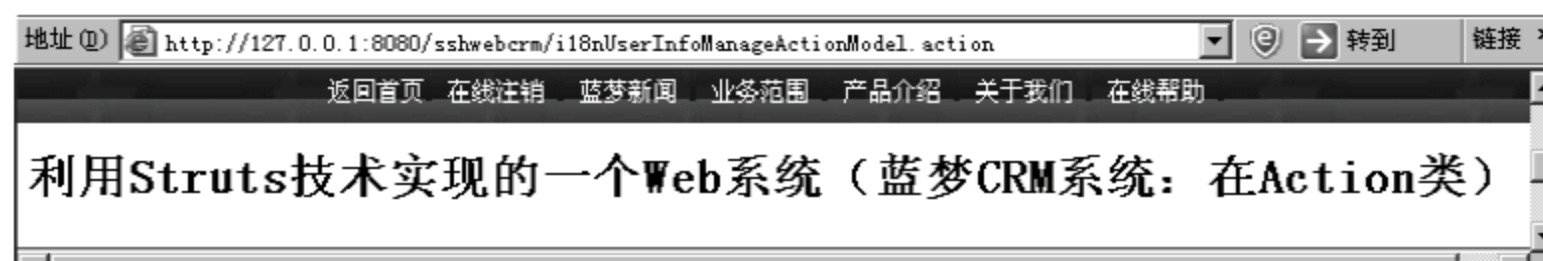 地址(D) http://127.0.0.1:8080/sshwebcrm/i18nUserInfoManageActionModel.action 转到 链接
返回首页 在线注销 蓝梦新闻 业务范围 产品介绍 关于我们 在线帮助
利用Struts技术实现的一个Web系统（蓝梦CRM系统：在Action类）